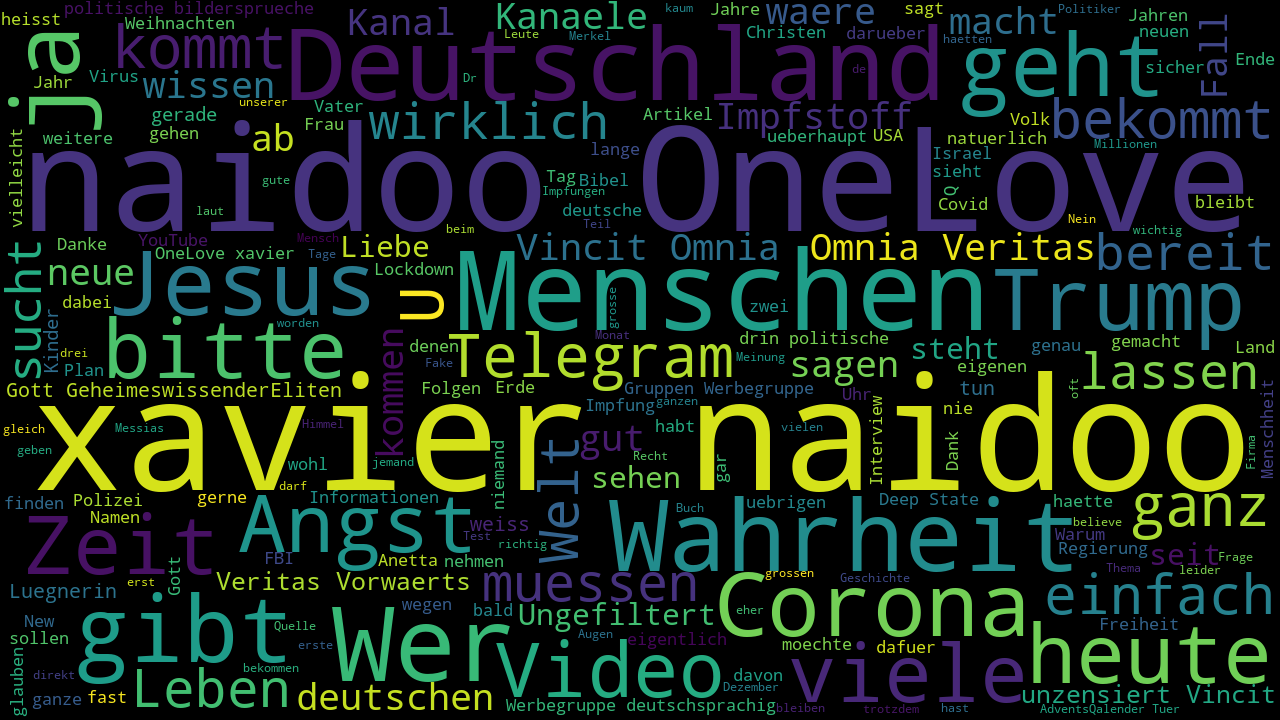 politische bildersprueche
heisst
Weihnachten
ja
kommt
Kanal
Deutschland
Kanaele
kaum
Jahre
waere
sagt
macht
Politiker
Jahren
neuen
Leute
Merkel
Christen
darueber
haetten
geht
Fall
Ende
sicher
Jahr
Virus
wissen
Dr
de
unserer
Vater
gerade
Frau
gehen
weitere
ab
wirklich
Artikel
Impfstoff
ueberhaupt
USA
Volk
natuerlich
bekommt
Millionen
vielleicht
naidoo
OneLove
lange
Israel
sieht
gute
Tag
Bibel
Impfungen
Q
Covid
laut
deutsche
Teil
Nein
bleibt
beim
wichtig
Danke
YouTube
Mensch
OneLove xavier
Tage
Liebe
Vincit Omnia
Omnia Veritas
bereit
sucht
neue
Lockdown
dabei
Jesus
u
Menschen
Trump
grosse
zwei
worden
Kinder
bitte
kommen
denen
Telegram
Monat
drin politische
gemacht
genau
Land
drei
Plan
Fake
Meinung
sagen
steht
eigenen
lassen
Gott GeheimeswissenderEliten
Folgen
Erde
Gruppen Werbegruppe
Uhr
tun
oft
xavier naidoo
Impfung
ganzen
nie
gleich
Messias
Himmel
habt
vielen
Interview
Dank
Menschheit
Firma
geben
wohl
jemand
niemand
Welt
gut
Recht
sehen
gar
finden
Polizei
gerne
darf
Informationen
Buch
uebrigen
Deep State
haette
ganz
Namen
Zeit
Angst
weiss
Test
Wahrheit
believe
Warum
richtig
Regierung
seit
Frage
FBI
Anetta
nehmen
Gott
Thema
leider
Luegnerin
erst
Veritas Vorwaerts
muessen
grossen
Geschichte
einfach
New
gibt
wegen
bald
Ungefiltert
eher
Corona
Freiheit
sollen
Quelle
Wer
Augen
eigentlich
moechte
dafuer
heute
erste
bekommen
Video
glauben
direkt
davon
viele
ganze
fast
Leben
deutschen
Dezember
unzensiert Vincit
Werbegruppe deutschsprachig
bleiben
trotzdem
hast
AdventsQalender Tuer